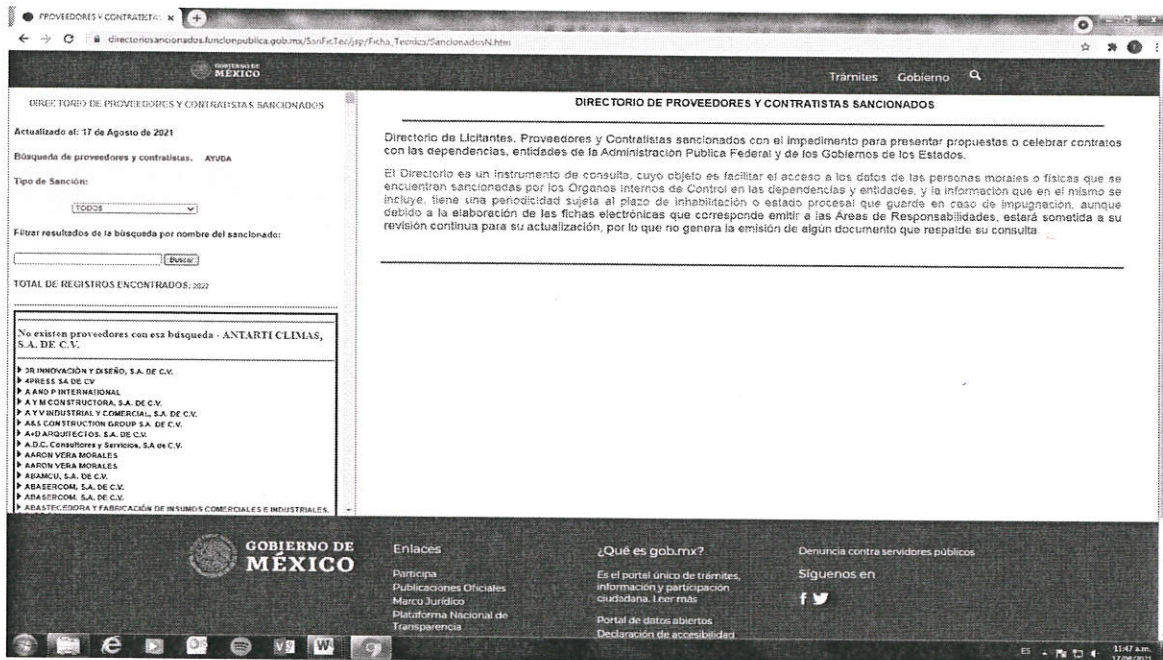 PROVEEDORES Y CONTRATISTA
directoriosancionados.funcionpublica.gob.mx/SanFicTec/jsp/Ficha_Tecnica/SancionadosN.htm
GOBIERNO DE
MÉXICO
Trámites Gobierno
DIRECTORIO DE PROVEEDORES Y CONTRATISTAS SANCIONADOS
Actualizado al: 17 de Agosto de 2021
Búsqueda de proveedores y contratistas. AYUDA
Tipo de Sanción:
TODOS
Filtrar resultados de la búsqueda por nombre del sancionado:
Buscar
TOTAL DE REGISTROS ENCONTRADOS: 2022
No existen proveedores con esa búsqueda - ANTARTI CLIMAS,
S.A. DE C.V.
3R INNOVACIÓN Y DISEÑO, S.A. DE C.V.
4PRESS SA DE CV
A AND P INTERNATIONAL
A Y M CONSTRUCTORA, S.A. DE C.V.
A Y V INDUSTRIAL Y COMERCIAL, S.A. DE C.V.
A&S CONSTRUCTION GROUP S.A. DE C.V.
A+D ARQUITECTOS, S.A. DE C.V.
A.D.C. Consultores y Servicios, S.A de C.V.
AARON VERA MORALES
AARON VERA MORALES
ABAMCU, S.A. DE C.V.
ABASERCOM, S.A. DE C.V.
ABASERCOM, S.A. DE C.V.
ABASTECEDORA Y FABRICACIÓN DE INSUMOS COMERCIALES E INDUSTRIALES,
DIRECTORIO DE PROVEEDORES Y CONTRATISTAS SANCIONADOS
Directorio de Licitantes, Proveedores y Contratistas sancionados con el impedimento para presentar propuestas o celebrar contratos
con las dependencias, entidades de la Administración Pública Federal y de los Gobiernos de los Estados.
El Directorio es un instrumento de consulta, cuyo objeto es facilitar el acceso a los datos de las personas morales o físicas que se
encuentran sancionadas por los Órganos Internos de Control en las dependencias y entidades, y la información que en el mismo se
incluye, tiene una periodicidad sujeta al plazo de inhabilitación o estado procesal que guarde en caso de impugnación, aunque
debido a la elaboración de las fichas electrónicas que corresponde emitir a las Áreas de Responsabilidades, estará sometida a su
revisión continua para su actualización, por lo que no genera la emisión de algún documento que respalde su consulta.
GOBIERNO DE
MÉXICO
Enlaces
Participa
Publicaciones Oficiales
Marco Jurídico
Plataforma Nacional de
Transparencia
¿Qué es gob.mx?
Es el portal único de trámites,
información y participación
ciudadana. Leer más
Portal de datos abiertos
Declaración de accesibilidad
Denuncia contra servidores públicos
Síguenos en
ES
11:47 a.m.
17/08/2021